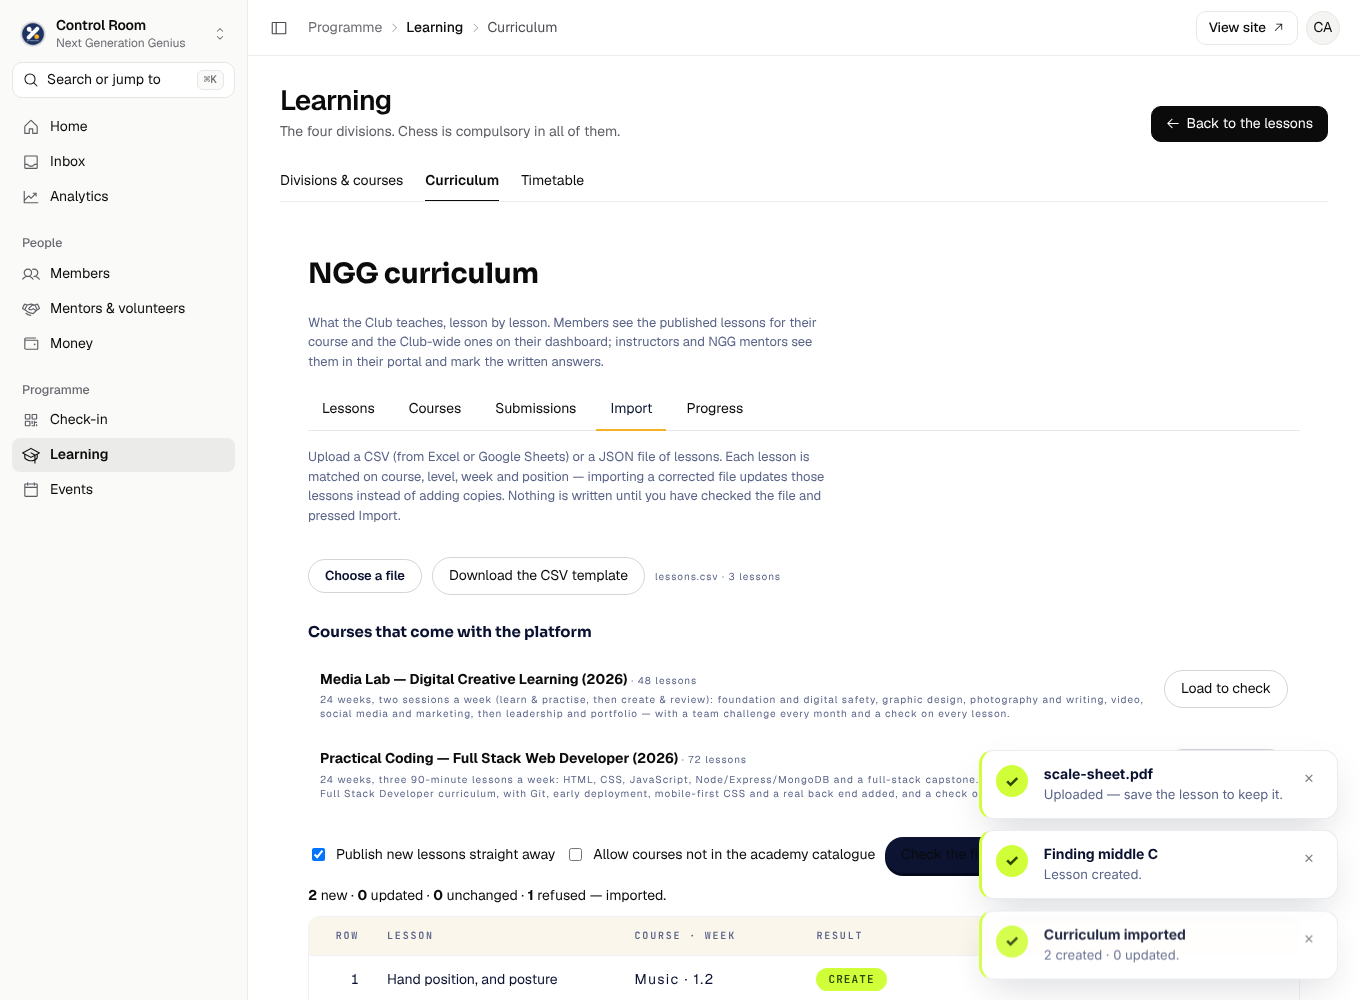 Control Room
Next Generation Genius
Search or jump to
⌘K
Home
Inbox
Analytics
People
Members
Mentors & volunteers
Money
Programme
Check-in
Learning
Events
Programme > Learning > Curriculum
View site ↗
CA
Learning
The four divisions. Chess is compulsory in all of them.
← Back to the lessons
Divisions & courses
Curriculum
Timetable
NGG curriculum
What the Club teaches, lesson by lesson. Members see the published lessons for their
course and the Club-wide ones on their dashboard; instructors and NGG mentors see
them in their portal and mark the written answers.
Lessons
Courses
Submissions
Import
Progress
Upload a CSV (from Excel or Google Sheets) or a JSON file of lessons. Each lesson is
matched on course, level, week and position — importing a corrected file updates those
lessons instead of adding copies. Nothing is written until you have checked the file and
pressed Import.
Choose a file
Download the CSV template
lessons.csv · 3 lessons
Courses that come with the platform
Media Lab — Digital Creative Learning (2026) · 48 lessons
24 weeks, two sessions a week (learn & practise, then create & review): foundation and digital safety, graphic design, photography and writing, video,
social media and marketing, then leadership and portfolio — with a team challenge every month and a check on every lesson.
Load to check
Practical Coding — Full Stack Web Developer (2026) · 72 lessons
24 weeks, three 90-minute lessons a week: HTML, CSS, JavaScript, Node/Express/MongoDB and a full-stack capstone.
Full Stack Developer curriculum, with Git, early deployment, mobile-first CSS and a real back end added, and a check o
Publish new lessons straight away
Allow courses not in the academy catalogue
Check the f
2 new · 0 updated · 0 unchanged · 1 refused — imported.
ROW
LESSON
COURSE · WEEK
RESULT
1
Hand position, and posture
Music · 1.2
CREATE
scale-sheet.pdf
Uploaded — save the lesson to keep it.
×
Finding middle C
Lesson created.
×
Curriculum imported
2 created · 0 updated.
×